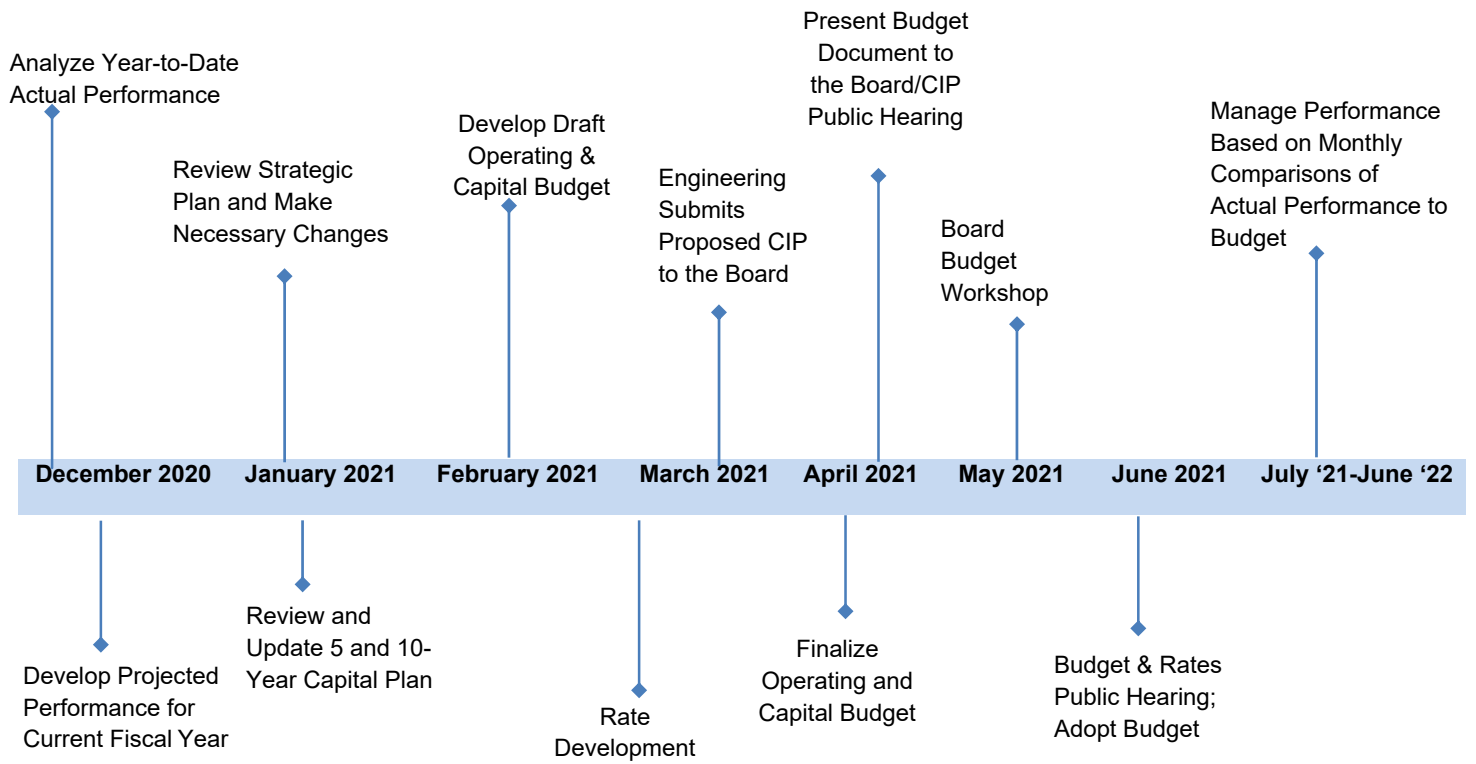 Analyze Year-to-Date
Actual Performance
Review Strategic
Plan and Make
Necessary Changes
Develop Draft
Operating &
Capital Budget
Engineering
Submits
Proposed CIP
to the Board
Present Budget
Document to
the Board/CIP
Public Hearing
Board
Budget
Workshop
Manage Performance
Based on Monthly
Comparisons of
Actual Performance to
Budget
December 2020 January 2021 February 2021 March 2021 April 2021 May 2021 June 2021 July ‘21-June ‘22
Develop Projected
Performance for
Current Fiscal Year
Review and
Update 5 and 10-
Year Capital Plan
Rate
Development
Finalize
Operating and
Capital Budget
Budget & Rates
Public Hearing;
Adopt Budget